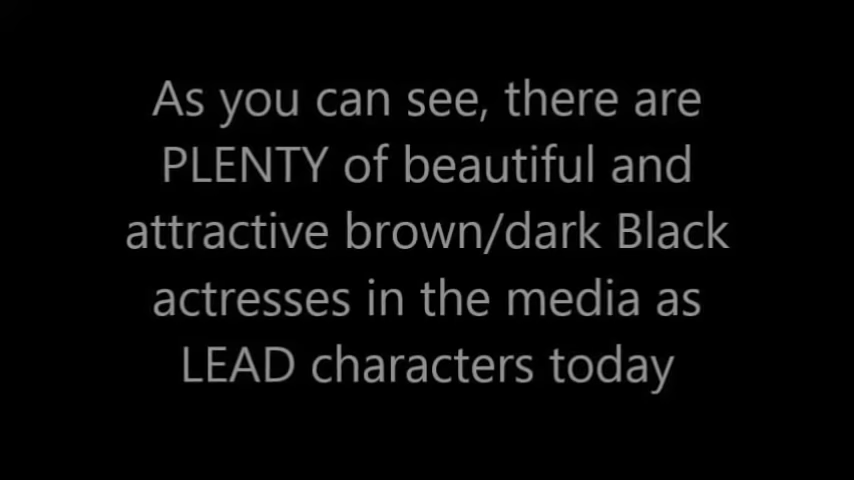 As you can see, there are
PLENTY of beautiful and
attractive brown/dark Black
actresses in the media as
LEAD characters today